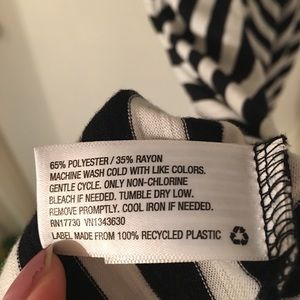 65% POLYESTER / 35% RAYON
MACHINE WASH COLD WITH LIKE COLORS.
GENTLE CYCLE. ONLY NON-CHLORINE
BLEACH IF NEEDED. TUMBLE DRY LOW.
REMOVE PROMPTLY. COOL IRON IF NEEDED.
RN17730 VN1343630
LABEL MADE FROM 100% RECYCLED PLASTIC